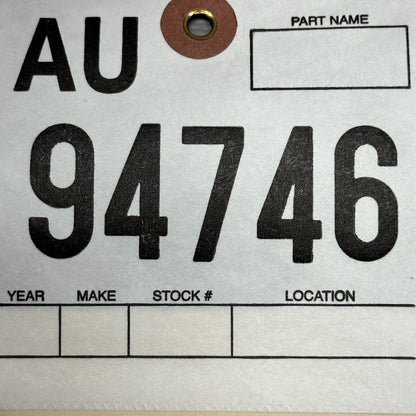 AU
PART NAME
94746
YEAR MAKE STOCK # LOCATION